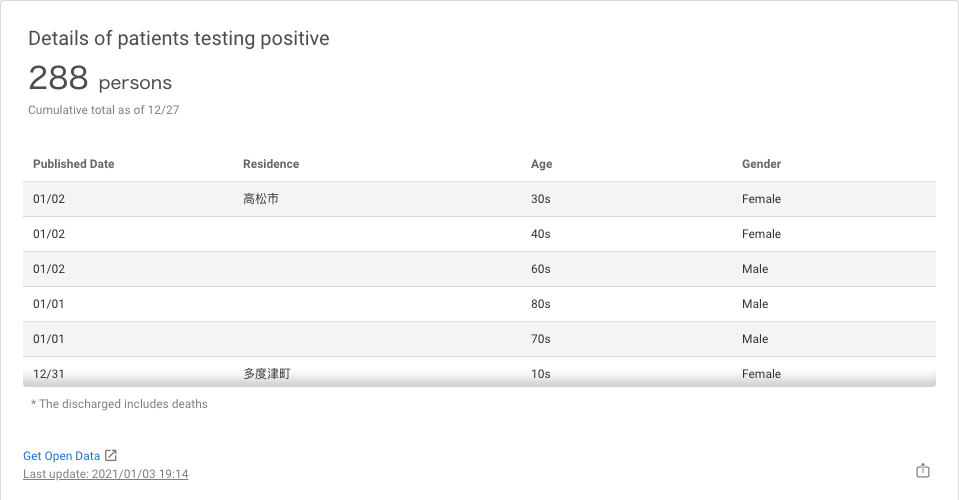 Details of patients testing positive
288 persons
Cumulative total as of 12/27
Published Date Residence Age Gender
01/02 高松市 30s Female
01/02 40s Female
01/02 60s Male
01/01 80s Male
01/01 70s Male
12/31 多度津町 10s Female
* The discharged includes deaths
Get Open Data
Last update: 2021/01/03 19:14